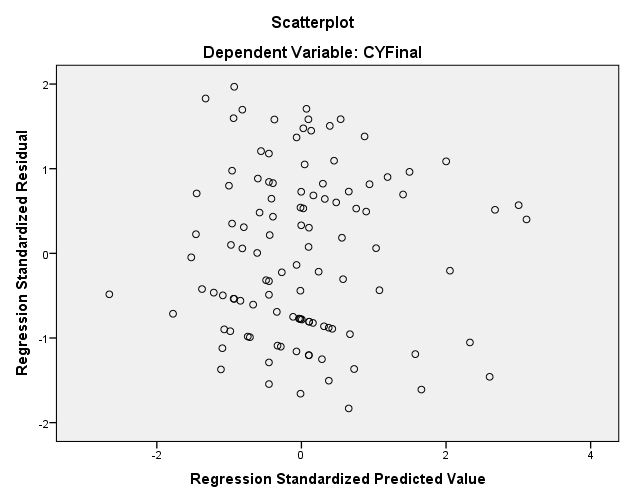 Scatterplot
Dependent Variable: CYFinal
Regression Standardized Residual
2
1
0
-1
-2
-2
0
2
4
Regression Standardized Predicted Value